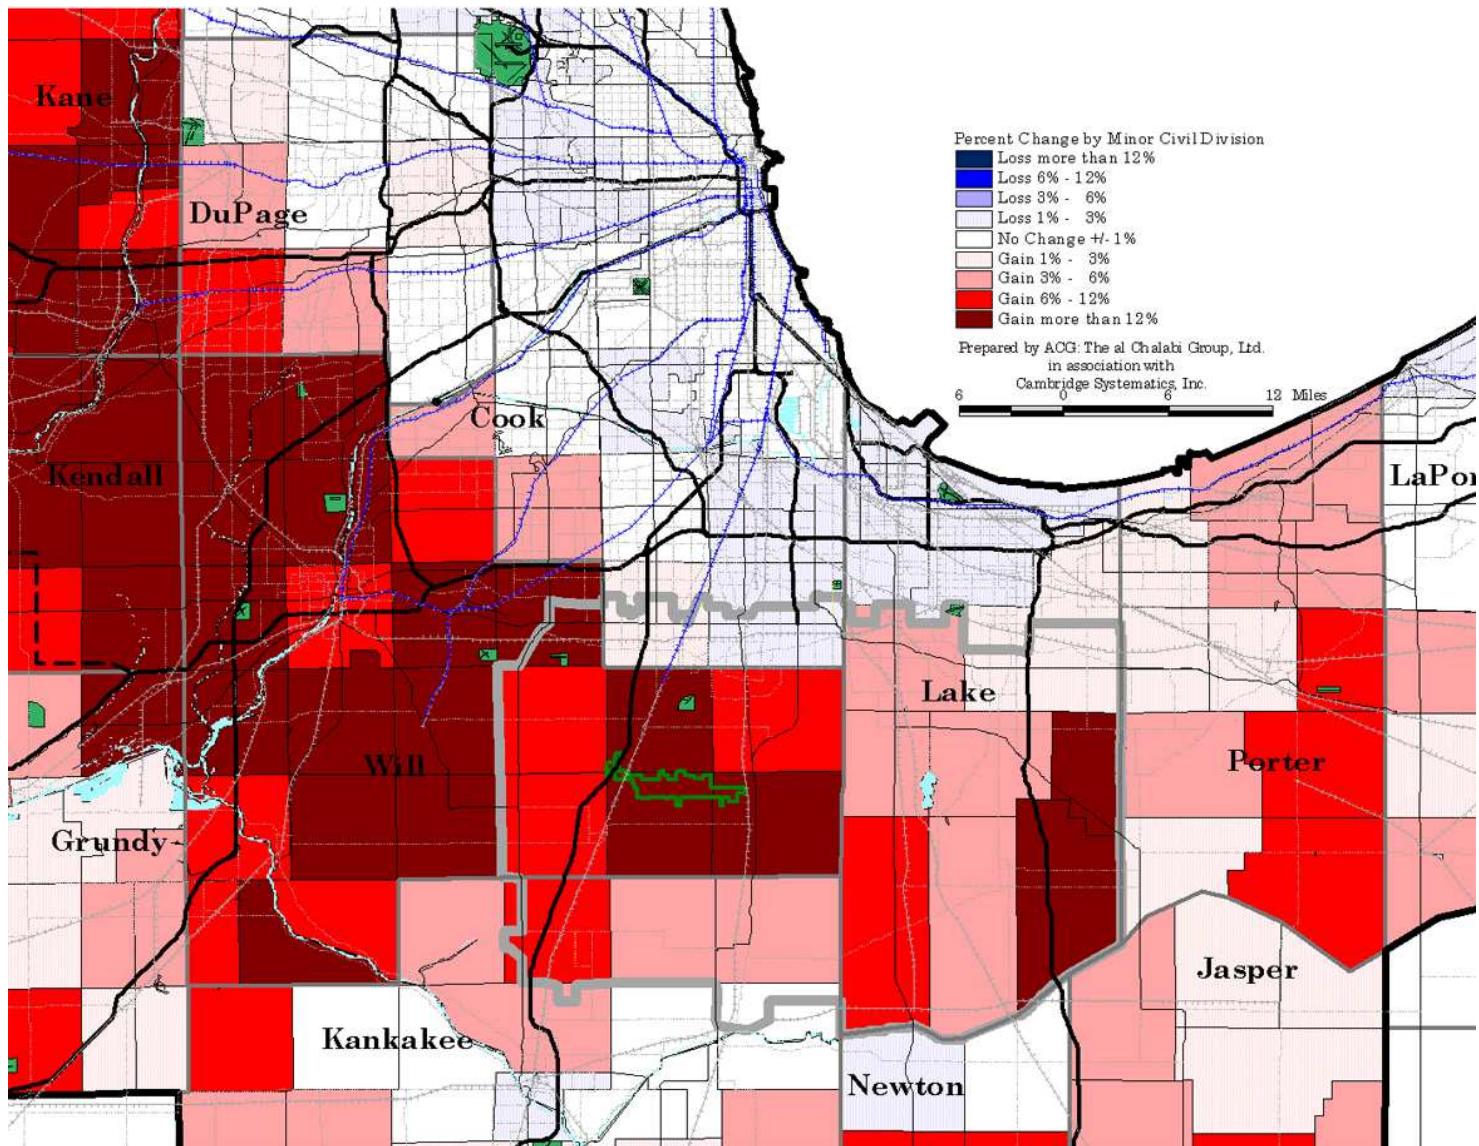 Kane
Percent Change by Minor Civil Division
Loss more than 12%
Loss 6% - 12%
Loss 3% - 6%
Loss 1% - 3%
No Change +/- 1%
Gain 1% - 3%
Gain 3% - 6%
Gain 6% - 12%
Gain more than 12%
DuPage
Prepared by ACG: The al Chalabi Group, Ltd.
in association with
Cambridge Systematics, Inc.
6 0 6 12 Miles
Cook
Kendall
LaPor
Lake
Will
Porter
Grundy
Jasper
Kankakee
Newton